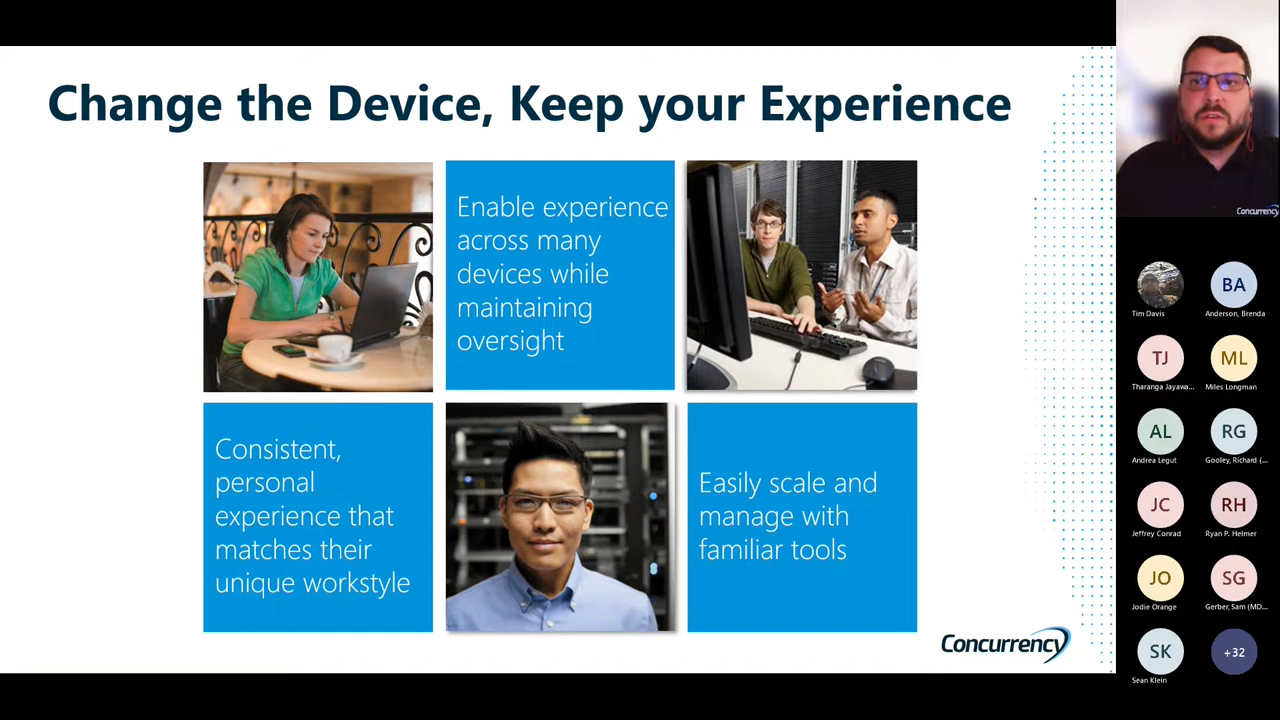 Change the Device, Keep your Experience
Enable experience
across many
devices while
maintaining
oversight
Consistent,
personal
experience that
matches their
unique workstyle
Easily scale and
manage with
familiar tools
Concurrency
Concurrency
Tim Davis
BA
Anderson, Brenda
TJ
Tharanga Jayawa...
ML
Miles Longman
AL
Andrea Legut
RG
Gooley, Richard (...
JC
Jeffrey Conrad
RH
Ryan P. Helmer
JO
Jodie Orange
SG
Gerber, Sam (MD...
SK
Sean Klein
+32